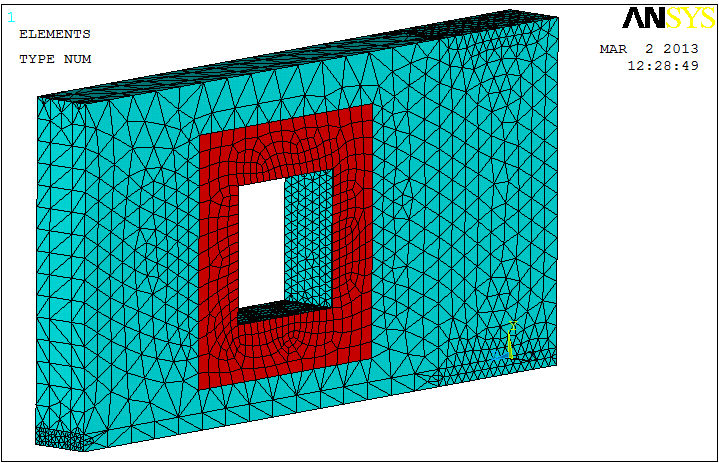 1
ELEMENTS
TYPE NUM
ANSYS
MAR 2 2013
12:28:49
Y